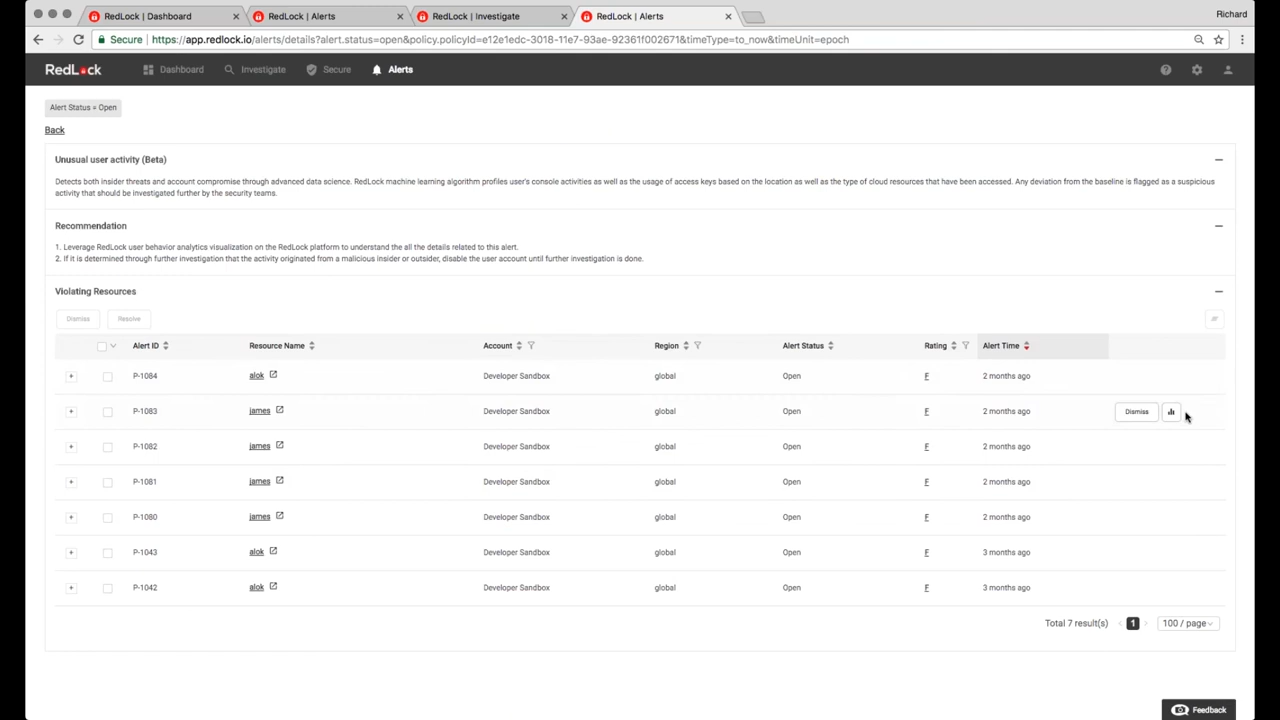 RedLock | Dashboard
RedLock | Alerts
RedLock | Investigate
RedLock | Alerts
Richard
Secure https://app.redlock.io/alerts/details?alert.status=open&policy.policyId=e12e1edc-3018-11e7-93ae-92361f002671&timeType=to_now&timeUnit=epoch
RedLock Dashboard Investigate Secure Alerts
Alert Status = Open
Back
Unusual user activity (Beta)
Detects both insider threats and account compromise through advanced data science. RedLock machine learning algorithm profiles user's console activities as well as the usage of access keys based on the location as well as the type of cloud resources that have been accessed. Any deviation from the baseline is flagged as a suspicious
activity that should be investigated further by the security teams.
Recommendation
1. Leverage RedLock user behavior analytics visualization on the RedLock platform to understand the all the details related to this alert.
2. If it is determined through further investigation that the activity originated from a malicious insider or outsider, disable the user account until further investigation is done.
Violating Resources
Dismiss Resolve
Alert ID Resource Name Account Region Alert Status Rating Alert Time
P-1084 alok Developer Sandbox global Open F 2 months ago
P-1083 james Developer Sandbox global Open F 2 months ago Dismiss
P-1082 james Developer Sandbox global Open F 2 months ago
P-1081 james Developer Sandbox global Open F 2 months ago
P-1080 james Developer Sandbox global Open F 2 months ago
P-1043 alok Developer Sandbox global Open F 3 months ago
P-1042 alok Developer Sandbox global Open F 3 months ago
Total 7 result(s) 1 100 / page
Feedback